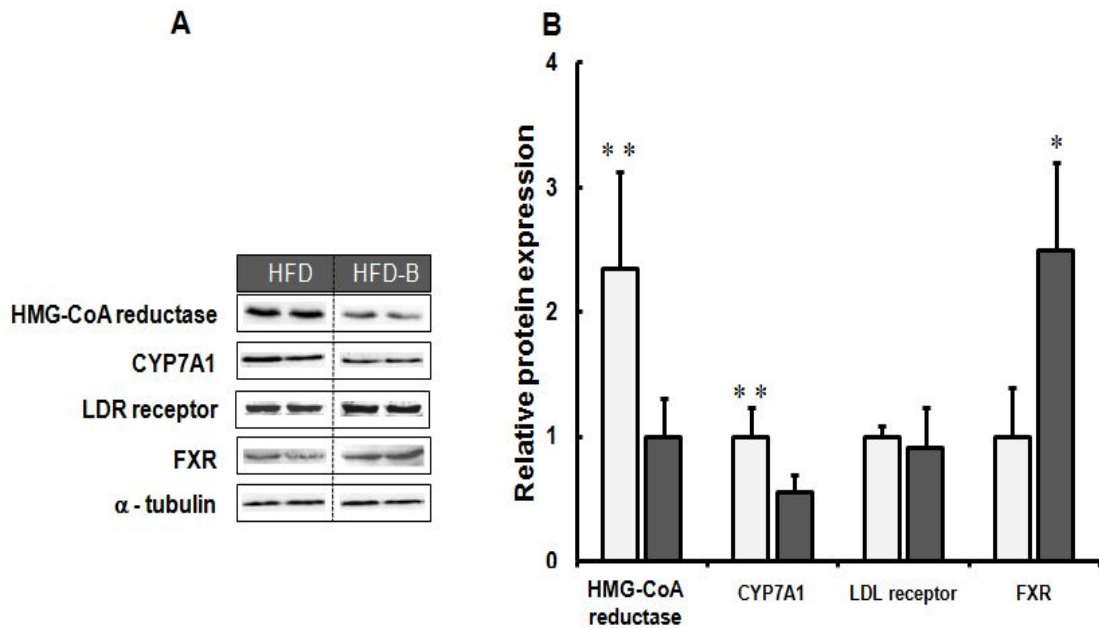 A
HFD HFD-B
HMG-CoA reductase
CYP7A1
LDR receptor
FXR
α - tubulin
B
Relative protein expression
4
3
2
1
0
* *
* *
*
HMG-CoA
reductase
CYP7A1
LDL receptor
FXR